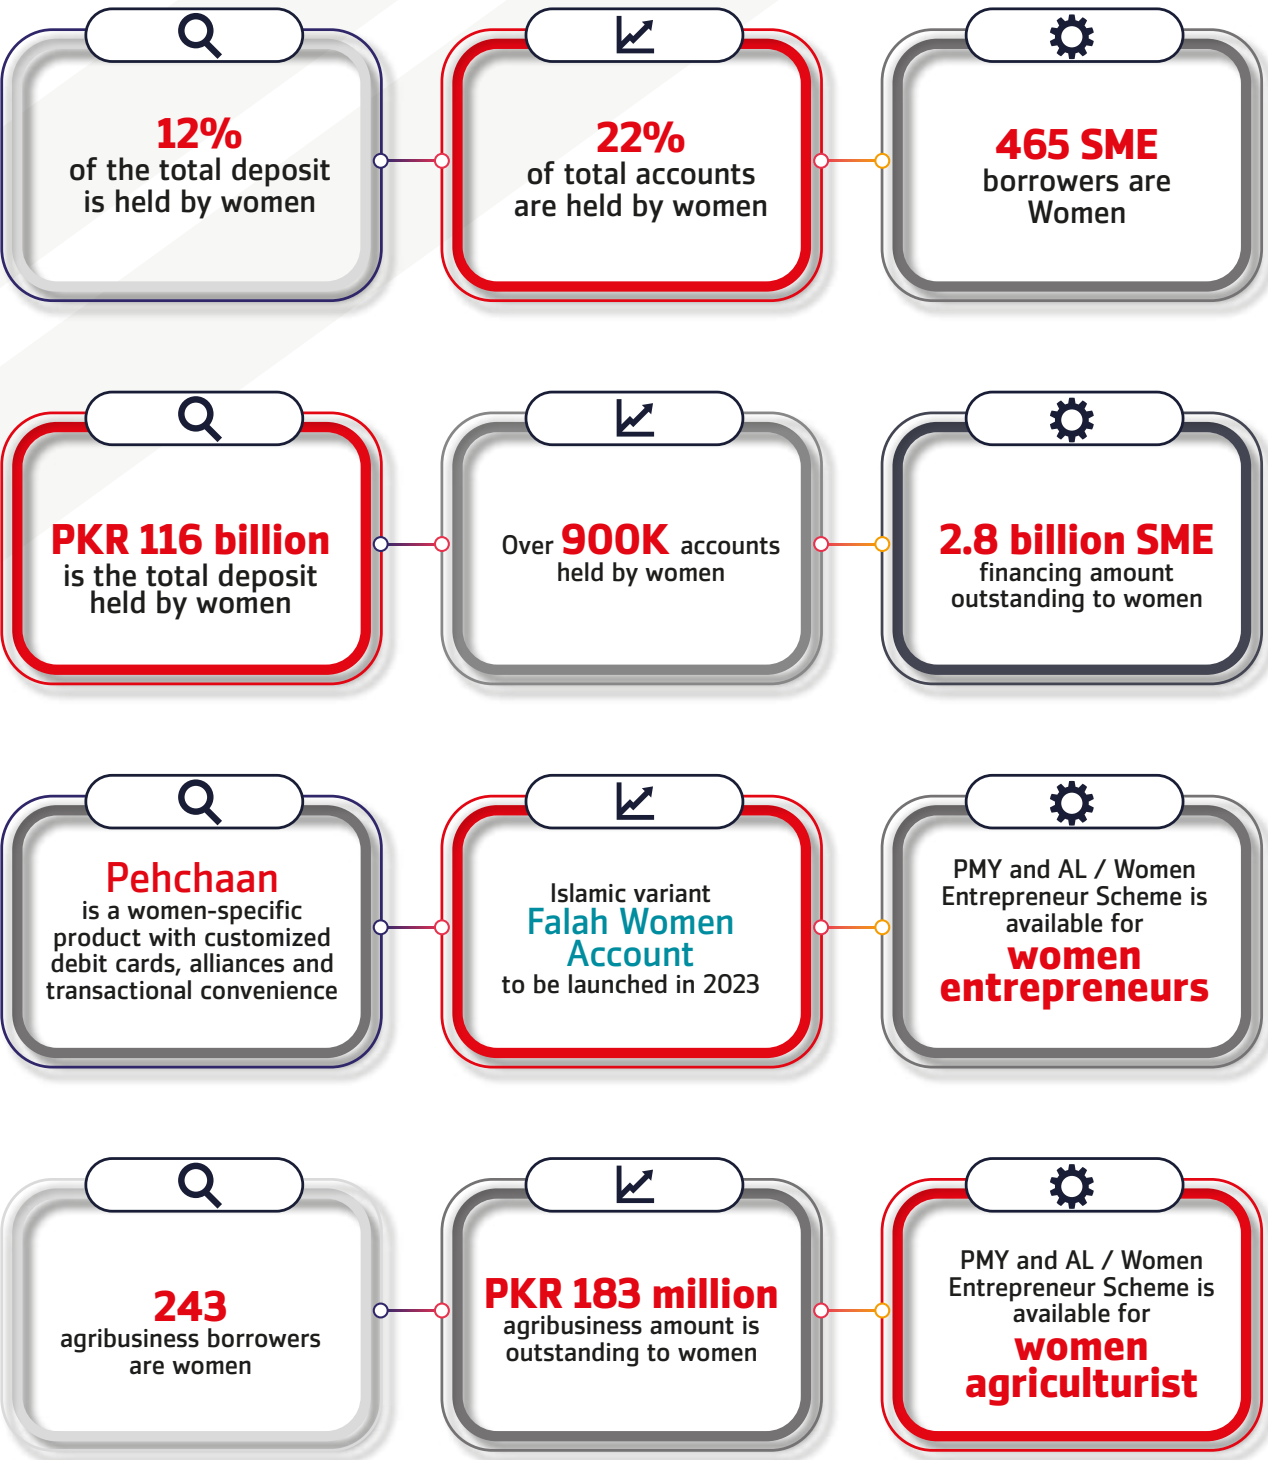 12%
of the total deposit
is held by women
22%
of total accounts
are held by women
465 SME
borrowers are
Women
PKR 116 billion
is the total deposit
held by women
Over 900K accounts
held by women
2.8 billion SME
financing amount
outstanding to women
Pehchaan
is a women-specific
product with customized
debit cards, alliances and
transactional convenience
Islamic variant
Falah Women
Account
to be launched in 2023
PMY and AL / Women
Entrepreneur Scheme is
available for
women
entrepreneurs
243
agribusiness borrowers
are women
PKR 183 million
agribusiness amount is
outstanding to women
PMY and AL / Women
Entrepreneur Scheme is
available for
women
agriculturist